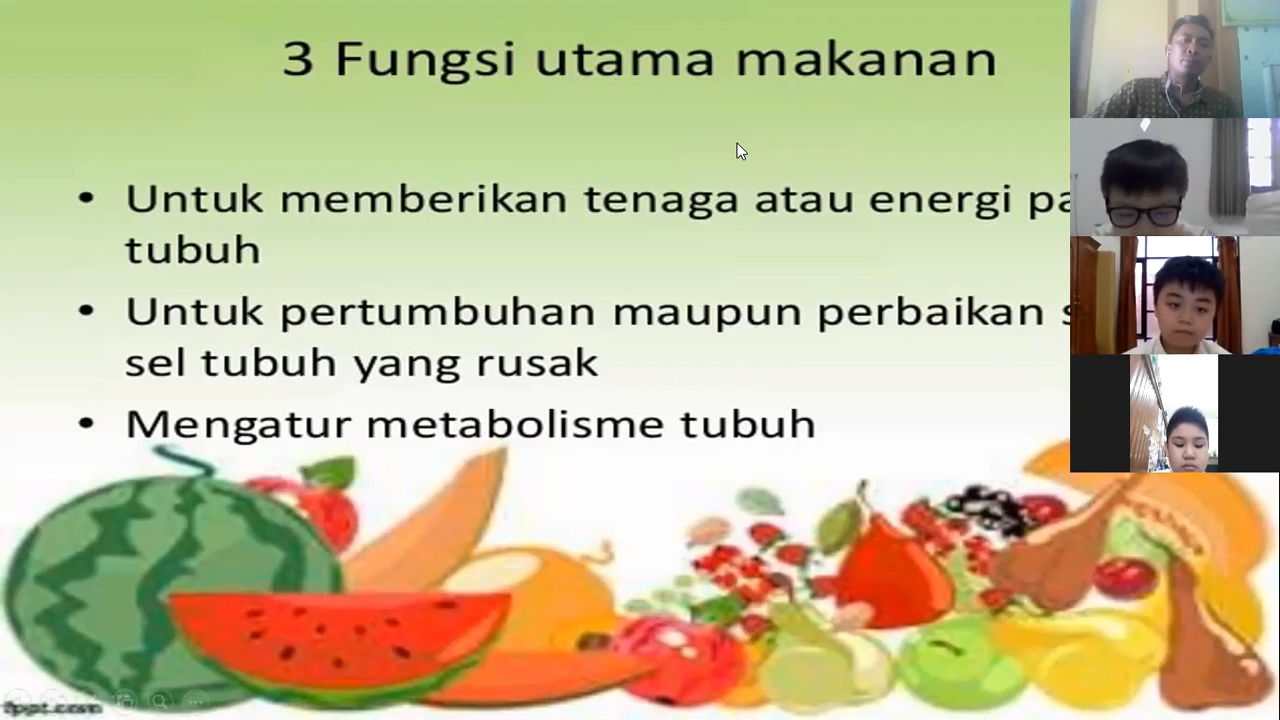 3 Fungsi utama makanan
• Untuk memberikan tenaga atau energi pa
tubuh
• Untuk pertumbuhan maupun perbaikan s
sel tubuh yang rusak
• Mengatur metabolisme tubuh